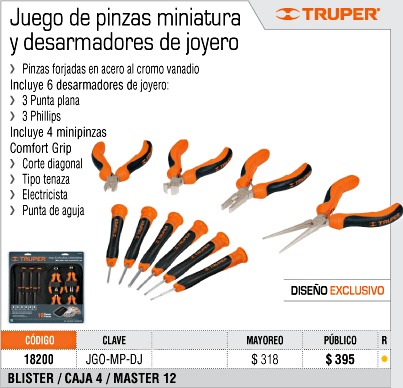 Juego de pinzas miniatura
y desarmadores de joyero
TRUPER®
❯ Pinzas forjadas en acero al cromo vanadio
Incluye 6 desarmadores de joyero:
❯ 3 Punta plana
❯ 3 Phillips
Incluye 4 minipinzas
Comfort Grip
❯ Corte diagonal
❯ Tipo tenaza
❯ Electricista
❯ Punta de aguja
TRUPER
DISEÑO EXCLUSIVO
CÓDIGO CLAVE MAYOREO PÚBLICO R
18200 JGO-MP-DJ $ 318 $ 395
BLISTER / CAJA 4 / MASTER 12